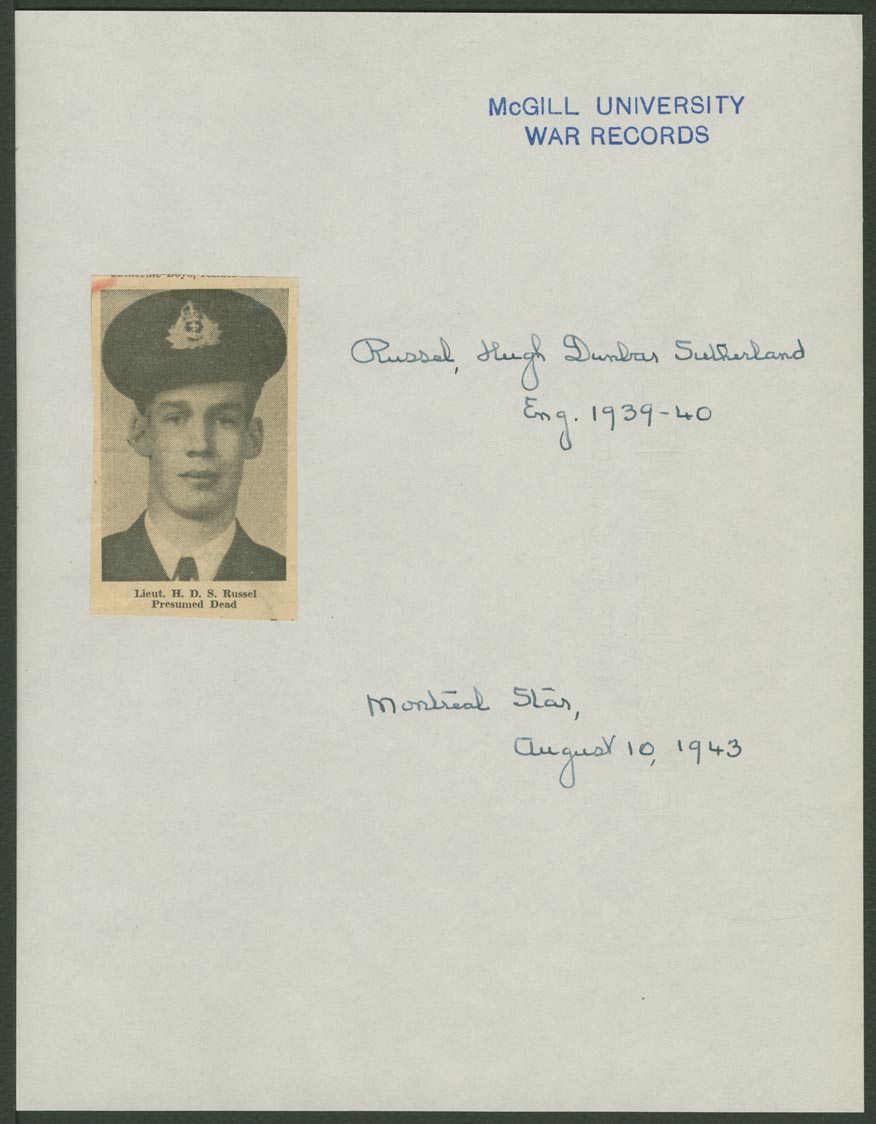 McGILL UNIVERSITY
WAR RECORDS
Russel, Hugh Dunbar Sutherland
Eng. 1939-40
Lieut. H. D. S. Russel
Presumed Dead
Montreal Star,
August 10, 1943